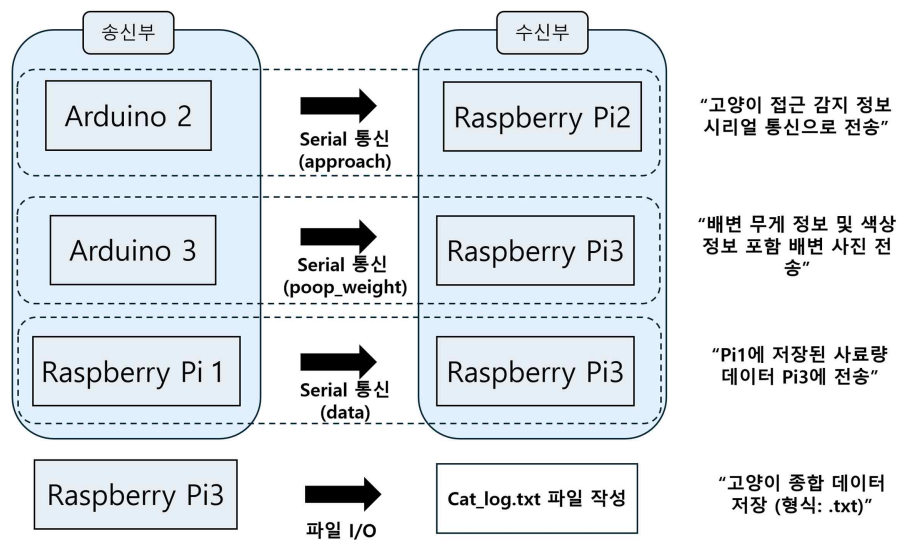 송신부
수신부
Arduino 2
Serial 통신
(approach)
Raspberry Pi2
“고양이 접근 감지 정보
시리얼 통신으로 전송”
Arduino 3
Serial 통신
(poop_weight)
Raspberry Pi3
“배변 무게 정보 및 색상
정보 포함 배변 사진 전
송”
Raspberry Pi 1
Serial 통신
(data)
Raspberry Pi3
“Pi1에 저장된 사료량
데이터 Pi3에 전송”
Raspberry Pi3
파일 I/O
Cat_log.txt 파일 작성
“고양이 종합 데이터
저장 (형식: .txt)”